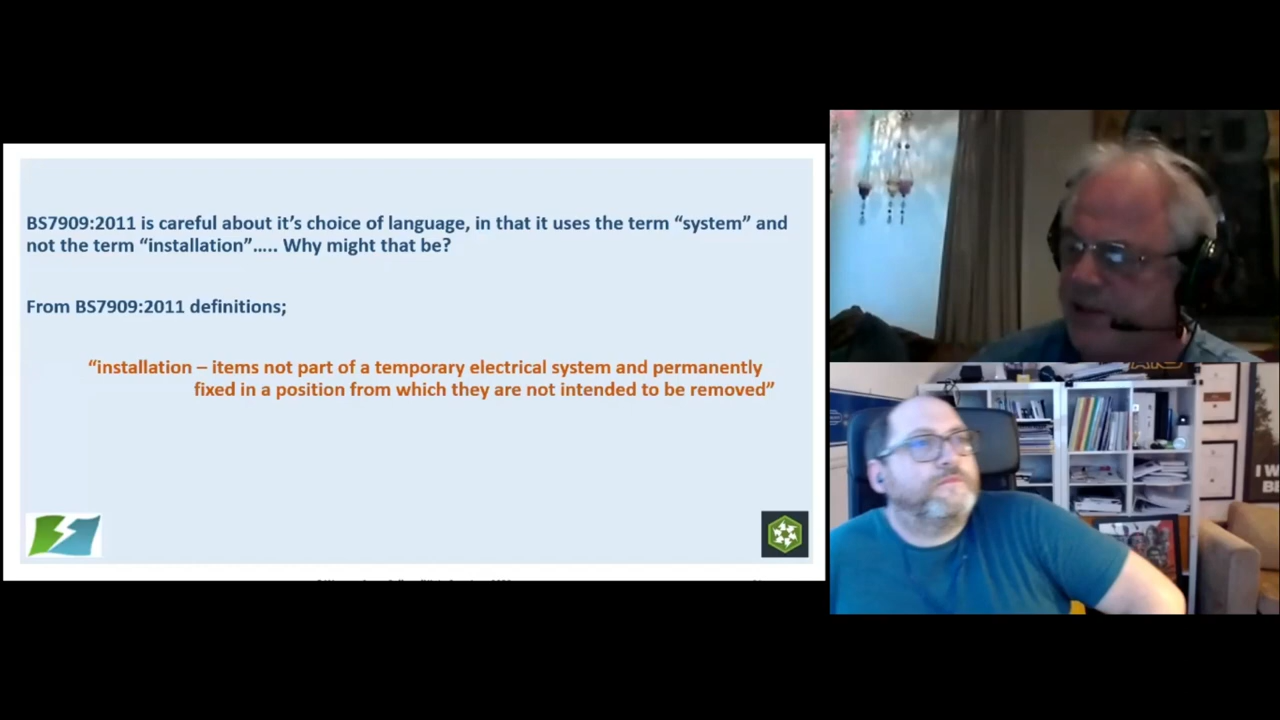 BS7909:2011 is careful about it’s choice of language, in that it uses the term “system” and
not the term “installation”….. Why might that be?
From BS7909:2011 definitions;
“installation – items not part of a temporary electrical system and permanently
fixed in a position from which they are not intended to be removed”